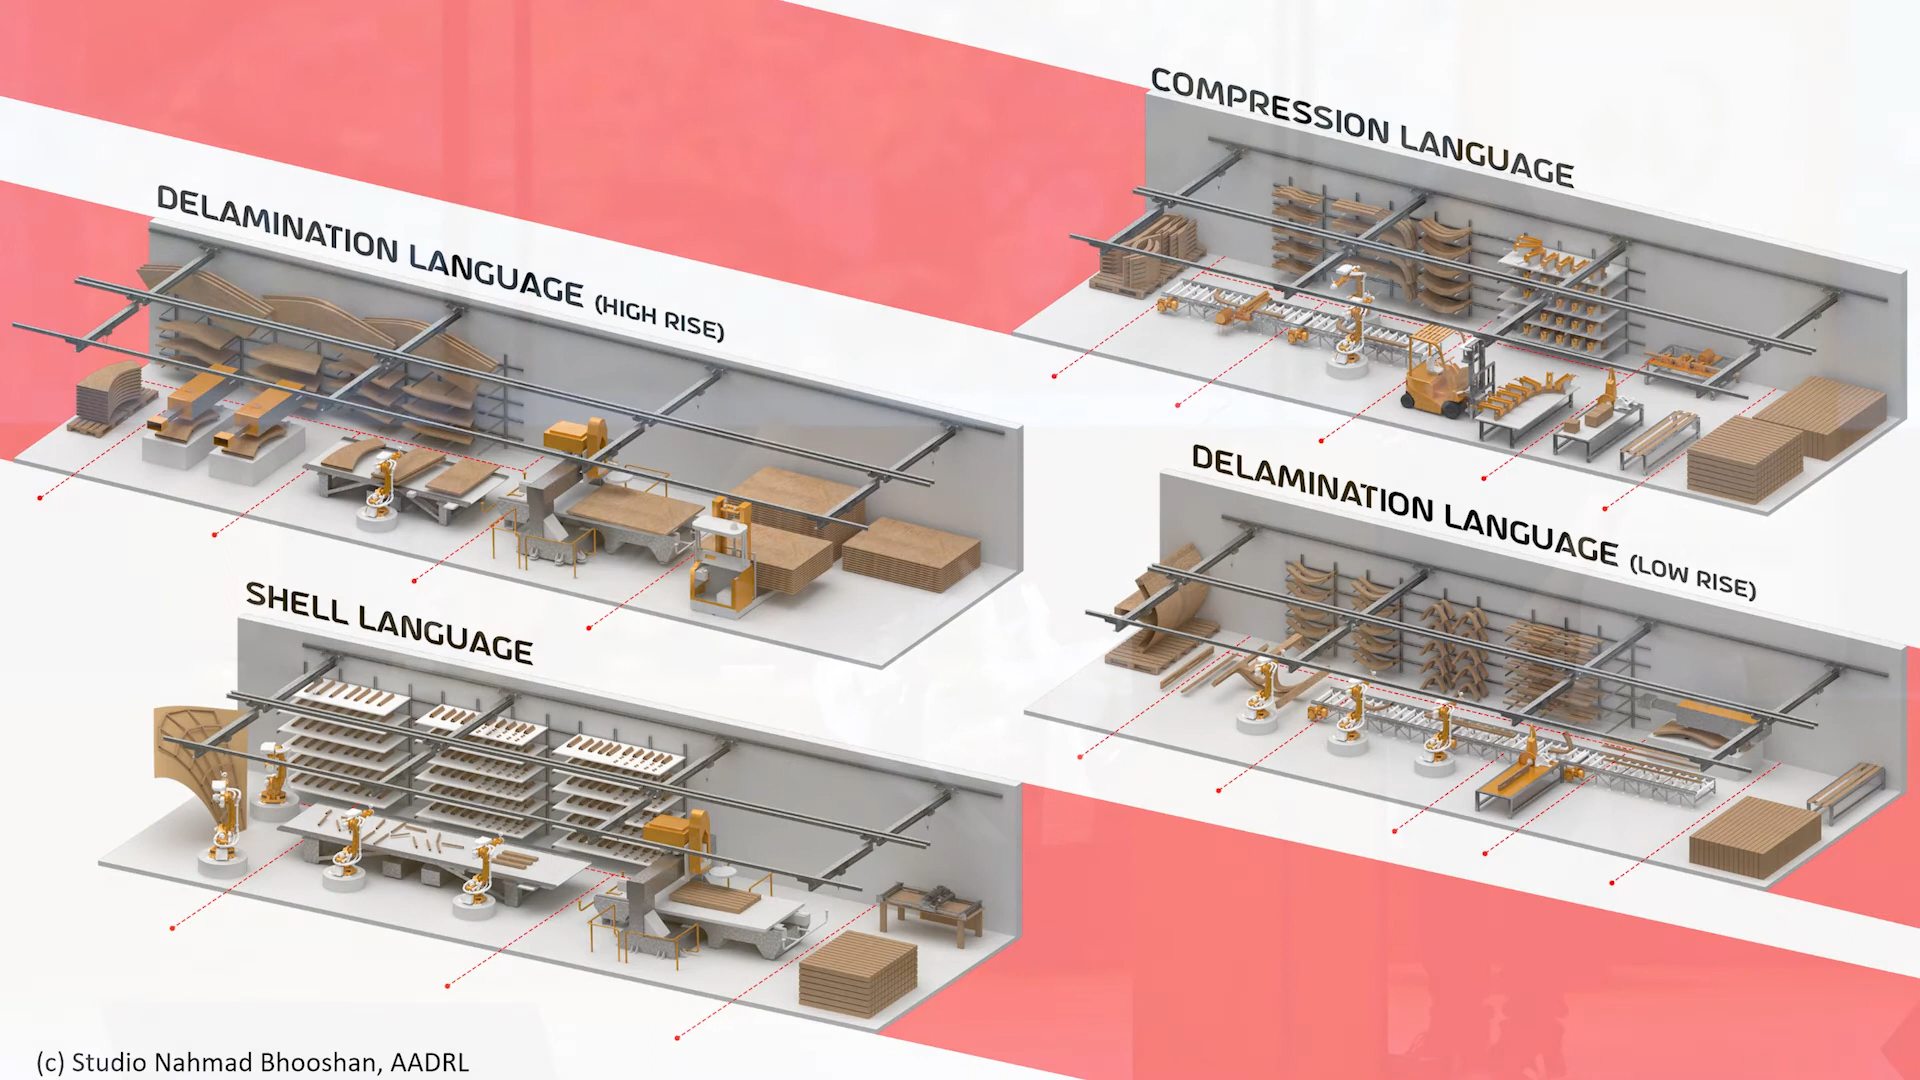 COMPRESSION LANGUAGE
DELAMINATION LANGUAGE (HIGH RISE)
DELAMINATION LANGUAGE (LOW RISE)
SHELL LANGUAGE
(c) Studio Nahmad Bhooshan, AADRL